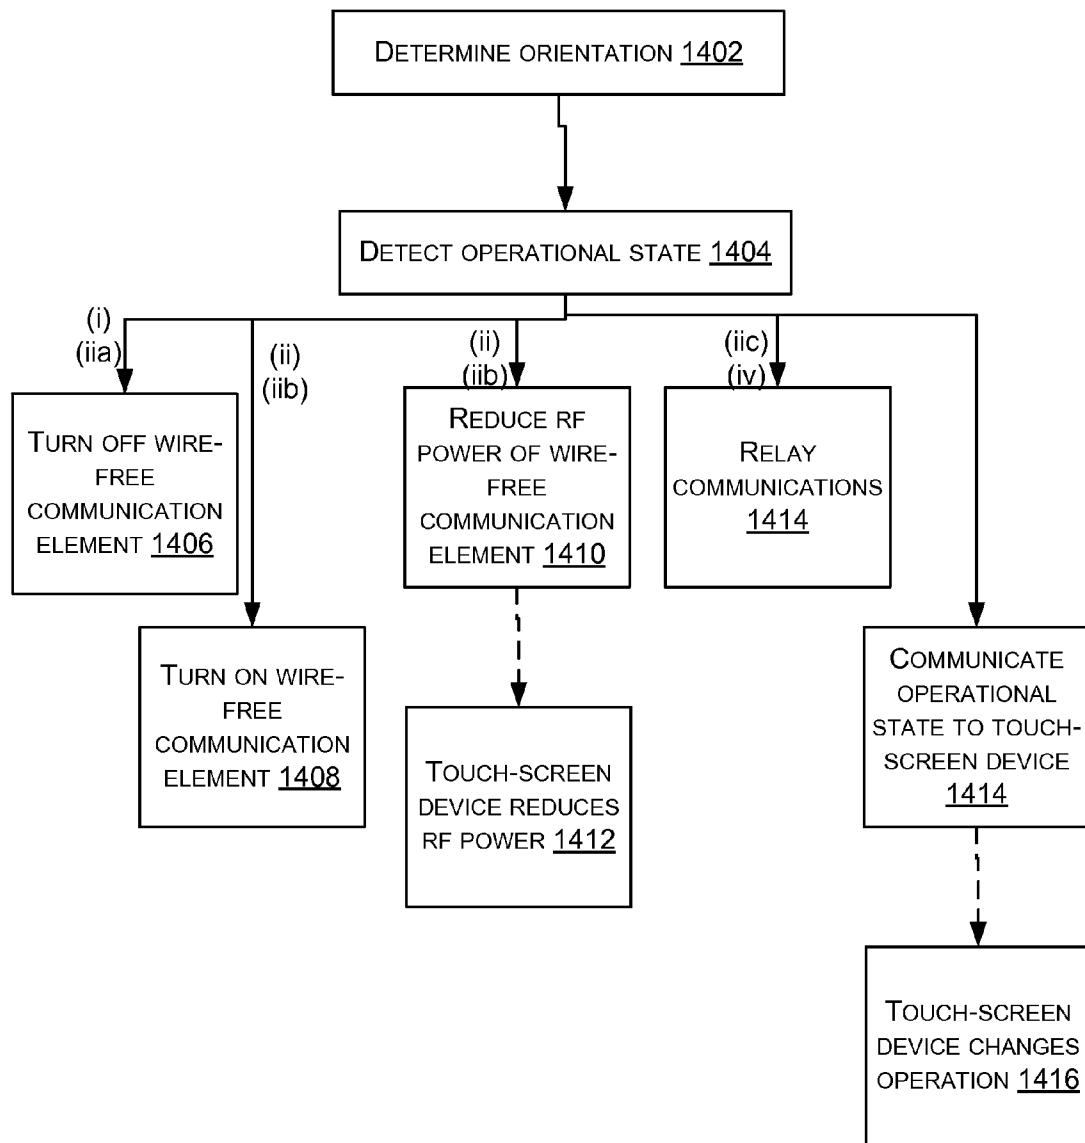 DETERMINE ORIENTATION 1402
DETECT OPERATIONAL STATE 1404
(i)
(iia)
(ii)
(iib)
(ii)
(iib)
(iic)
(iv)
TURN OFF WIRE-
FREE
COMMUNICATION
ELEMENT 1406
REDUCE RF
POWER OF WIRE-
FREE
COMMUNICATION
ELEMENT 1410
RELAY
COMMUNICATIONS
1414
TURN ON WIRE-
FREE
COMMUNICATION
ELEMENT 1408
COMMUNICATE
OPERATIONAL
STATE TO TOUCH-
SCREEN DEVICE
1414
TOUCH-SCREEN
DEVICE REDUCES
RF POWER 1412
TOUCH-SCREEN
DEVICE CHANGES
OPERATION 1416